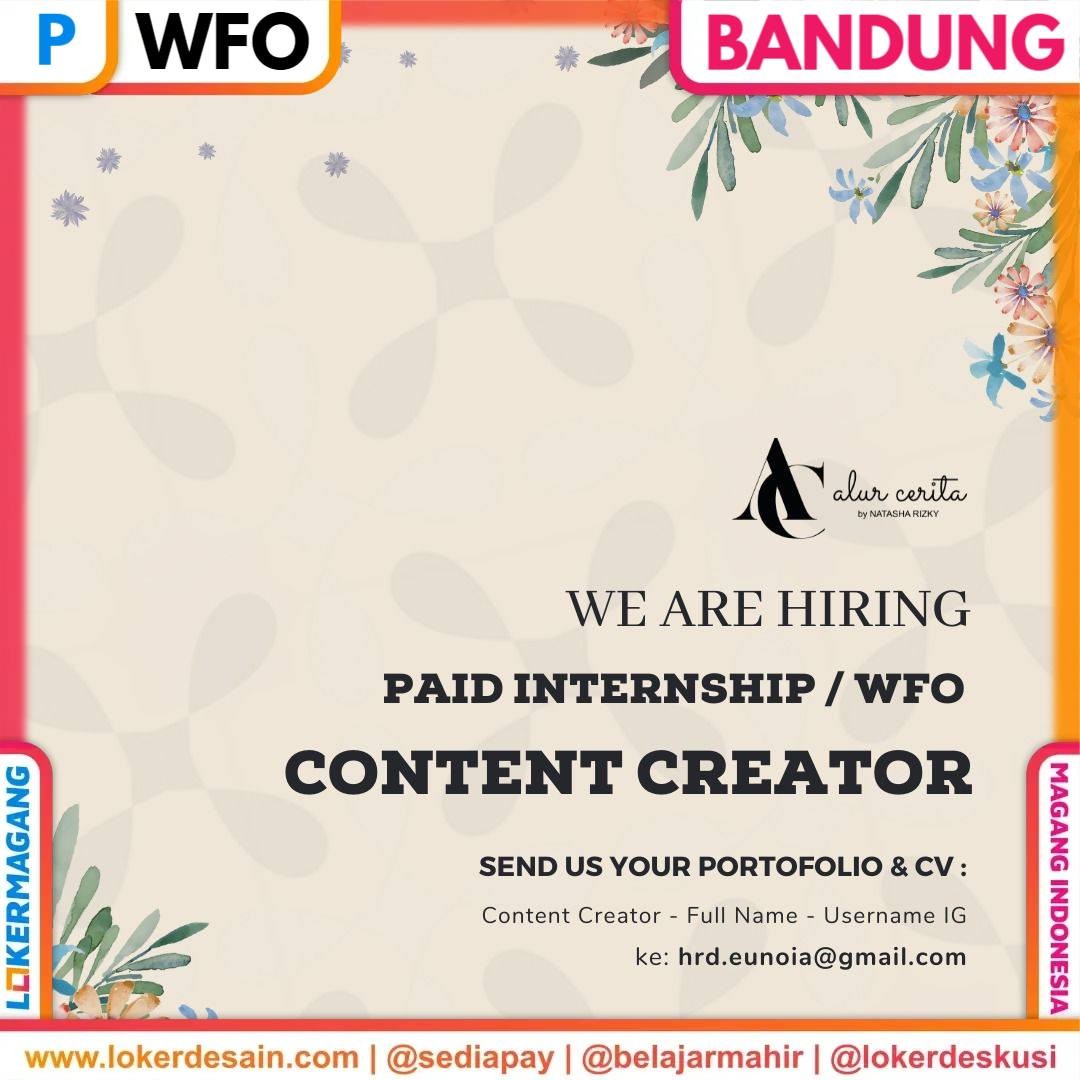 P
WFO
BANDUNG
AC
alur cerita
by NATASHA RIZKY
WE ARE HIRING
PAID INTERNSHIP / WFO
CONTENT CREATOR
SEND US YOUR PORTOFOLIO & CV :
Content Creator - Full Name - Username IG
ke: hrd.eunoia@gmail.com
LOKERMAGANG
MAGANG INDONESIA
www.lokerdesain.com | @sediapay | @belajarmahir | @lokerdeskusi